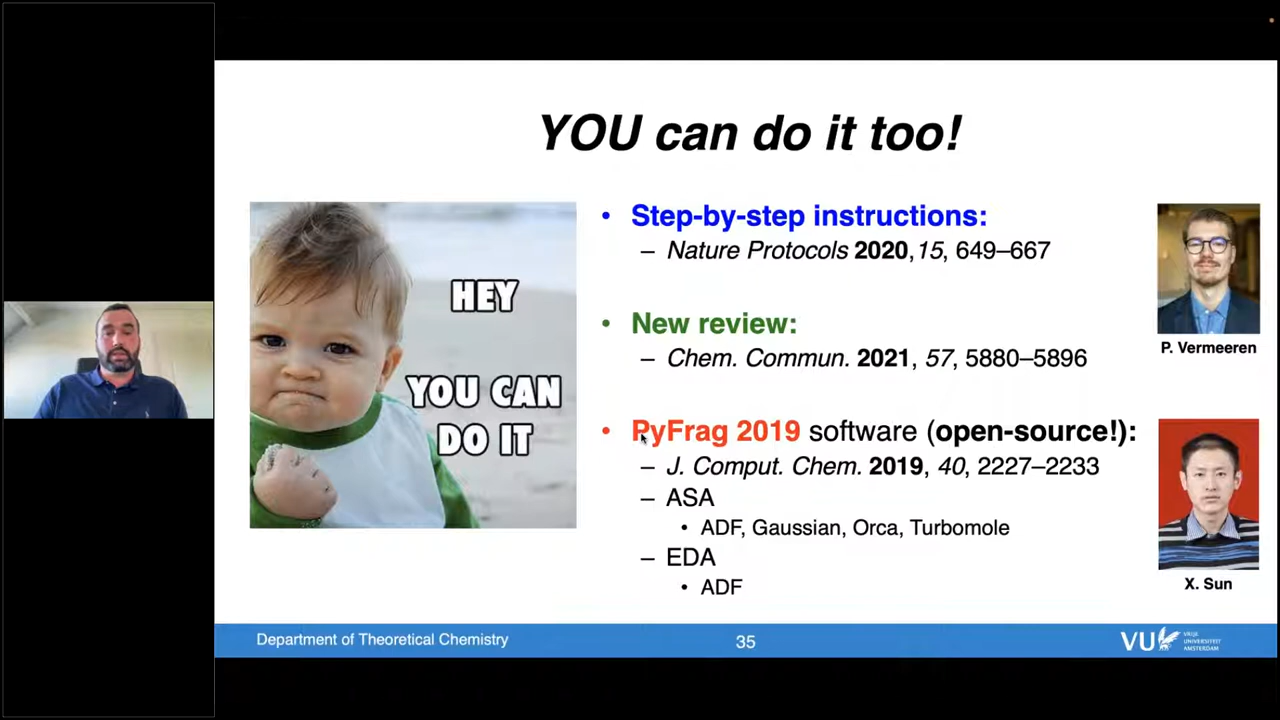 YOU can do it too!
HEY
YOU CAN
DO IT
• Step-by-step instructions:
– Nature Protocols 2020, 15, 649–667
• New review:
– Chem. Commun. 2021, 57, 5880–5896
• PyFrag 2019 software (open-source!):
– J. Comput. Chem. 2019, 40, 2227–2233
– ASA
• ADF, Gaussian, Orca, Turbomole
– EDA
• ADF
P. Vermeeren
X. Sun
Department of Theoretical Chemistry
35
VU
VRIJE
UNIVERSITEIT
AMSTERDAM